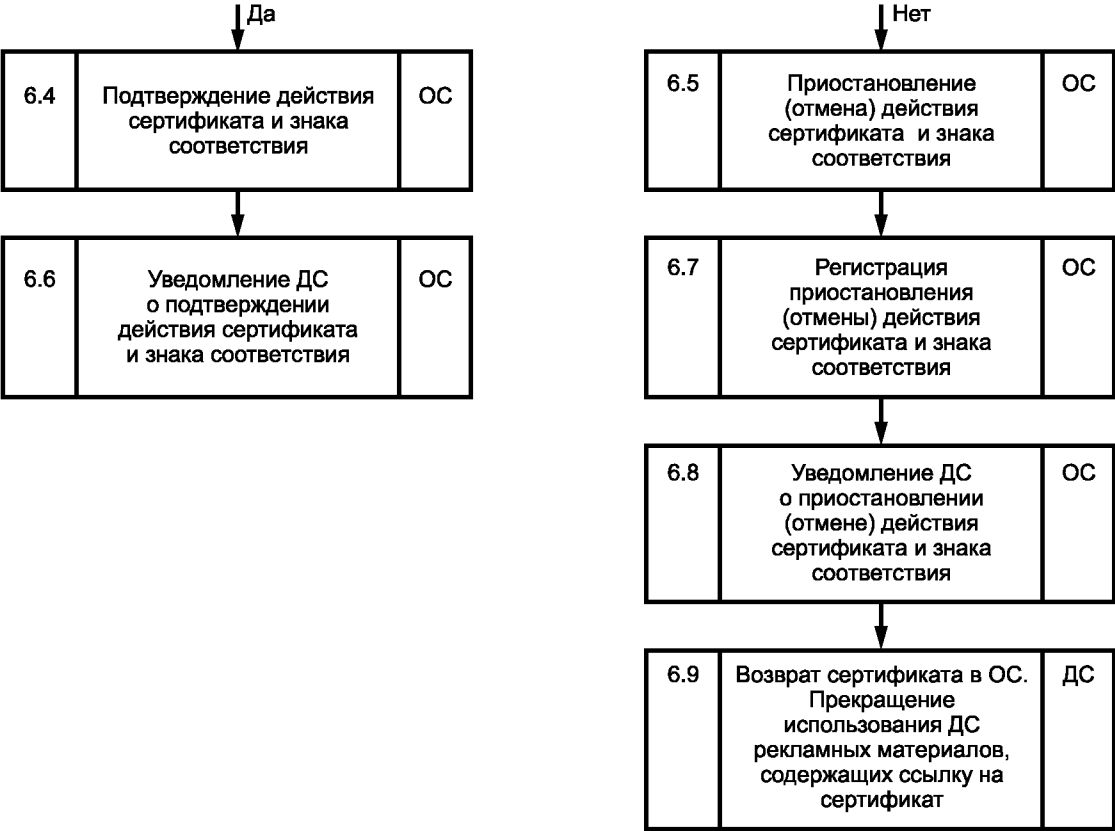 Да
6.4
Подтверждение действия
сертификата и знака
соответствия
ОС
6.6
Уведомление ДС
о подтверждении
действия сертификата
и знака соответствия
ОС
Нет
6.5
Приостановление
(отмена) действия
сертификата и знака
соответствия
ОС
6.7
Регистрация
приостановления
(отмены) действия
сертификата и знака
соответствия
ОС
6.8
Уведомление ДС
о приостановлении
(отмене) действия
сертификата и знака
соответствия
ОС
6.9
Возврат сертификата в ОС.
Прекращение
использования ДС
рекламных материалов,
содержащих ссылку на
сертификат
ДС